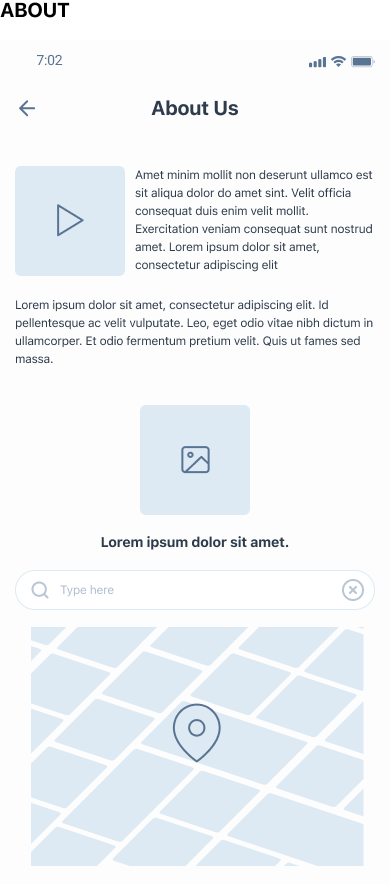 ABOUT
7:02
About Us
Amet minim mollit non deserunt ullamco est
sit aliqua dolor do amet sint. Velit officia
consequat duis enim velit mollit.
Exercitation veniam consequat sunt nostrud
amet. Lorem ipsum dolor sit amet,
consectetur adipiscing elit
Lorem ipsum dolor sit amet, consectetur adipiscing elit. Id
pellentesque ac velit vulputate. Leo, eget odio vitae nibh dictum in
ullamcorper. Et odio fermentum pretium velit. Quis ut fames sed
massa.
Lorem ipsum dolor sit amet.
Type here